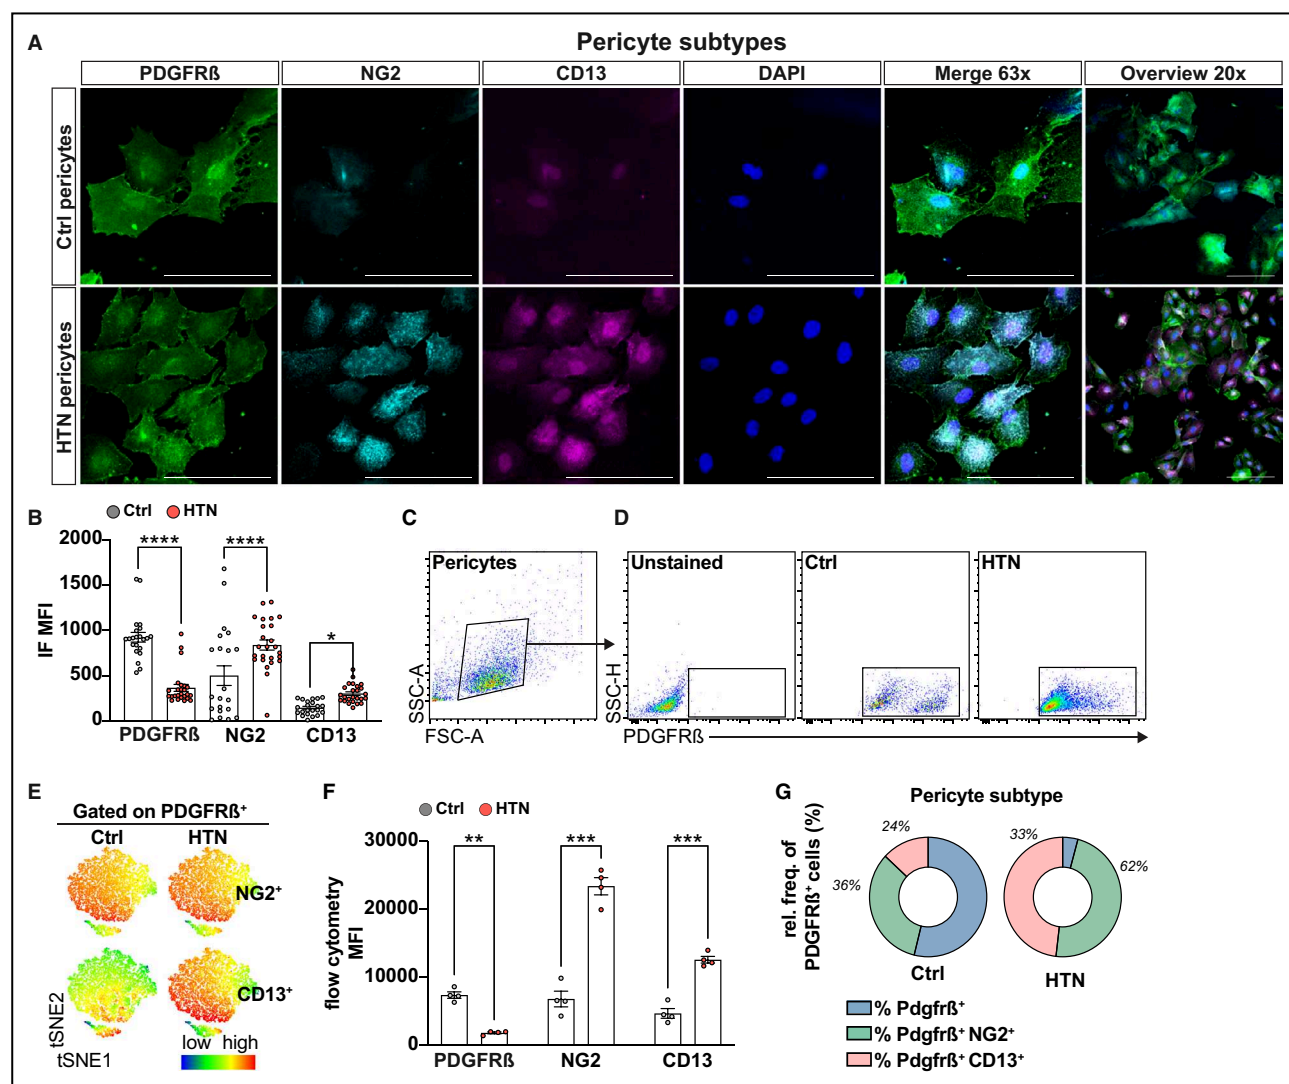 A
Pericyte subtypes
PDGFRß
NG2
CD13
DAPI
Merge 63x
Overview 20x
Ctrl pericytes
HTN pericytes
B
Ctrl
HTN
IF MFI
2000
1500
1000
500
0
****
****
*
PDGFRß
NG2
CD13
C
Pericytes
SSC-A
FSC-A
D
Unstained
Ctrl
HTN
SSC-H
PDGFRß
E
Gated on PDGFRß⁺
Ctrl
HTN
NG2⁺
CD13⁺
tSNE2
tSNE1
low high
F
Ctrl
HTN
flow cytometry
MFI
30000
20000
10000
0
**
***
***
PDGFRß
NG2
CD13
G
Pericyte subtype
rel. freq. of
PDGFRß⁺ cells (%)
24%
36%
33%
62%
Ctrl
HTN
% Pdgfrß⁺
% Pdgfrß⁺ NG2⁺
% Pdgfrß⁺ CD13⁺